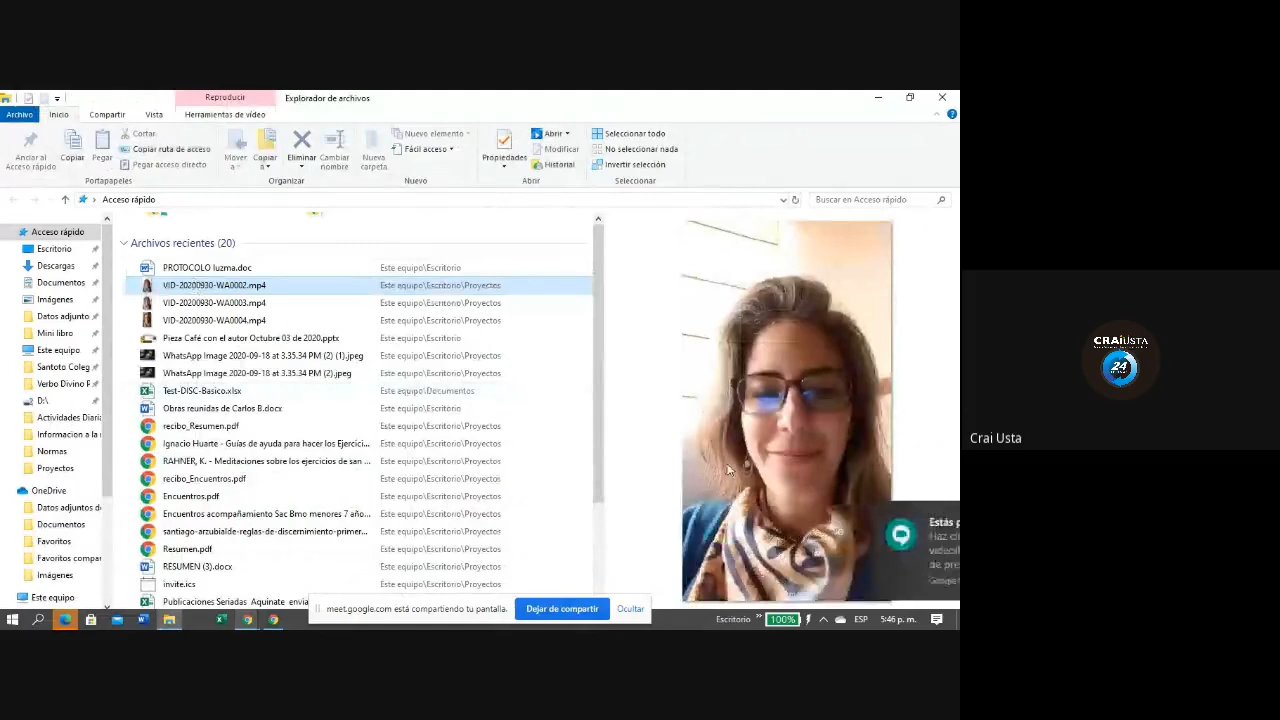 Reproducir
Explorador de archivos
Archivo
Inicio
Compartir
Vista
Herramientas de vídeo
Anclar al
Acceso rápido
Copiar
Pegar
Cortar
Copiar ruta de acceso
Pegar acceso directo
Portapapeles
Mover
a
Copiar
a
Eliminar
Cambiar
nombre
Organizar
Nueva
carpeta
Nuevo elemento
Fácil acceso
Nuevo
Propiedades
Abrir
Modificar
Historial
Abrir
Seleccionar todo
No seleccionar nada
Invertir selección
Seleccionar
Acceso rápido
Buscar en Acceso rápido
Acceso rápido
Escritorio
Descargas
Documentos
Imágenes
Datos adjunto
Mini libro
Este equipo
Santoto Coleg
Verbo Divino F
D:\
Actividades Diaria
Informacion a la
Normas
Proyectos
OneDrive
Datos adjuntos de
Documentos
Favoritos
Favoritos compar
Imágenes
Este equipo
Archivos recientes (20)
PROTOCOLO luzma.doc Este equipo\Escritorio
VID-20200930-WA0002.mp4 Este equipo\Escritorio\Proyectos
VID-20200930-WA0003.mp4 Este equipo\Escritorio\Proyectos
VID-20200930-WA0004.mp4 Este equipo\Escritorio\Proyectos
Pieza Café con el autor Octubre 03 de 2020.pptx Este equipo\Escritorio\Proyectos
WhatsApp Image 2020-09-18 at 3.35.34 PM (2) (1).jpeg Este equipo\Escritorio\Proyectos
WhatsApp Image 2020-09-18 at 3.35.34 PM (2).jpeg Este equipo\Escritorio\Proyectos
Test-DISC-Basico.xlsx Este equipo\Documentos
Obras reunidas de Carlos B.docx Este equipo\Escritorio
recibo_Resumen.pdf Este equipo\Escritorio\Proyectos
Ignacio Huarte - Guías de ayuda para hacer los Ejercici... Este equipo\Escritorio\Proyectos
RAHNER, K. - Meditaciones sobre los ejercicios de san ... Este equipo\Escritorio\Proyectos
recibo_Encuentros.pdf Este equipo\Escritorio\Proyectos
Encuentros.pdf Este equipo\Escritorio\Proyectos
Encuentros acompañamiento Sac Bmo menores 7 año... Este equipo\Escritorio\Proyectos
santiago-arzubialde-reglas-de-discernimiento-primer... Este equipo\Escritorio\Proyectos
Resumen.pdf Este equipo\Escritorio\Proyectos
RESUMEN (3).docx Este equipo\Escritorio\Proyectos
invite.ics Este equipo\Escritorio\Proyectos
Publicaciones Seriadas Aquinate
meet.google.com está compartiendo tu pantalla.
Dejar de compartir
Ocultar
Estás p
Haz cli
de pre
Escritorio
100%
ESP
5:46 p. m.
CRAIUSTA
24
Crai Usta